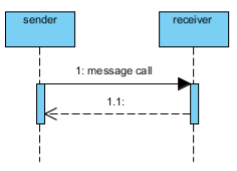 sender
receiver
1: message call
1.1: